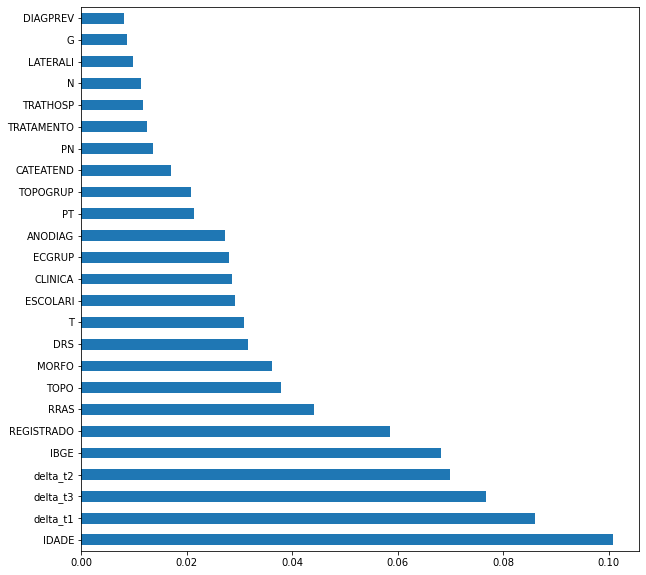 DIAGPREV
G
LATERALI
N
TRATHOSP
TRATAMENTO
PN
CATEATEND
TOPOGRUP
PT
ANODIAG
ECGRUP
CLINICA
ESCOLARI
T
DRS
MORFO
TOPO
RRAS
REGISTRADO
IBGE
delta_t2
delta_t3
delta_t1
IDADE
0.00 0.02 0.04 0.06 0.08 0.10